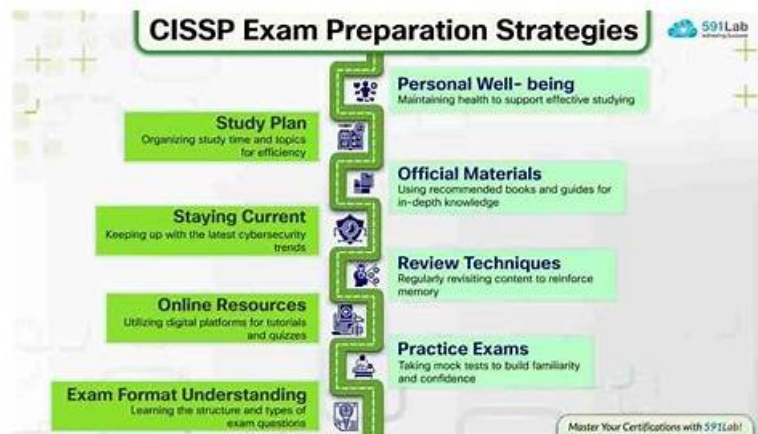 CISSP Exam Preparation Strategies
591Lab
Personal Well- being
Maintaining health to support effective studying
Study Plan
Organizing study time and topics
for efficiency
Official Materials
Using recommended books and guides for
in-depth knowledge
Staying Current
Keeping up with the latest cybersecurity
trends
Review Techniques
Regularly revisiting content to reinforce
memory
Online Resources
Utilizing digital platforms for tutorials
and quizzes
Practice Exams
Taking mock tests to build familiarity
and confidence
Exam Format Understanding
Learning the structure and types of
exam questions
Master Your Certifications with 591Lab!